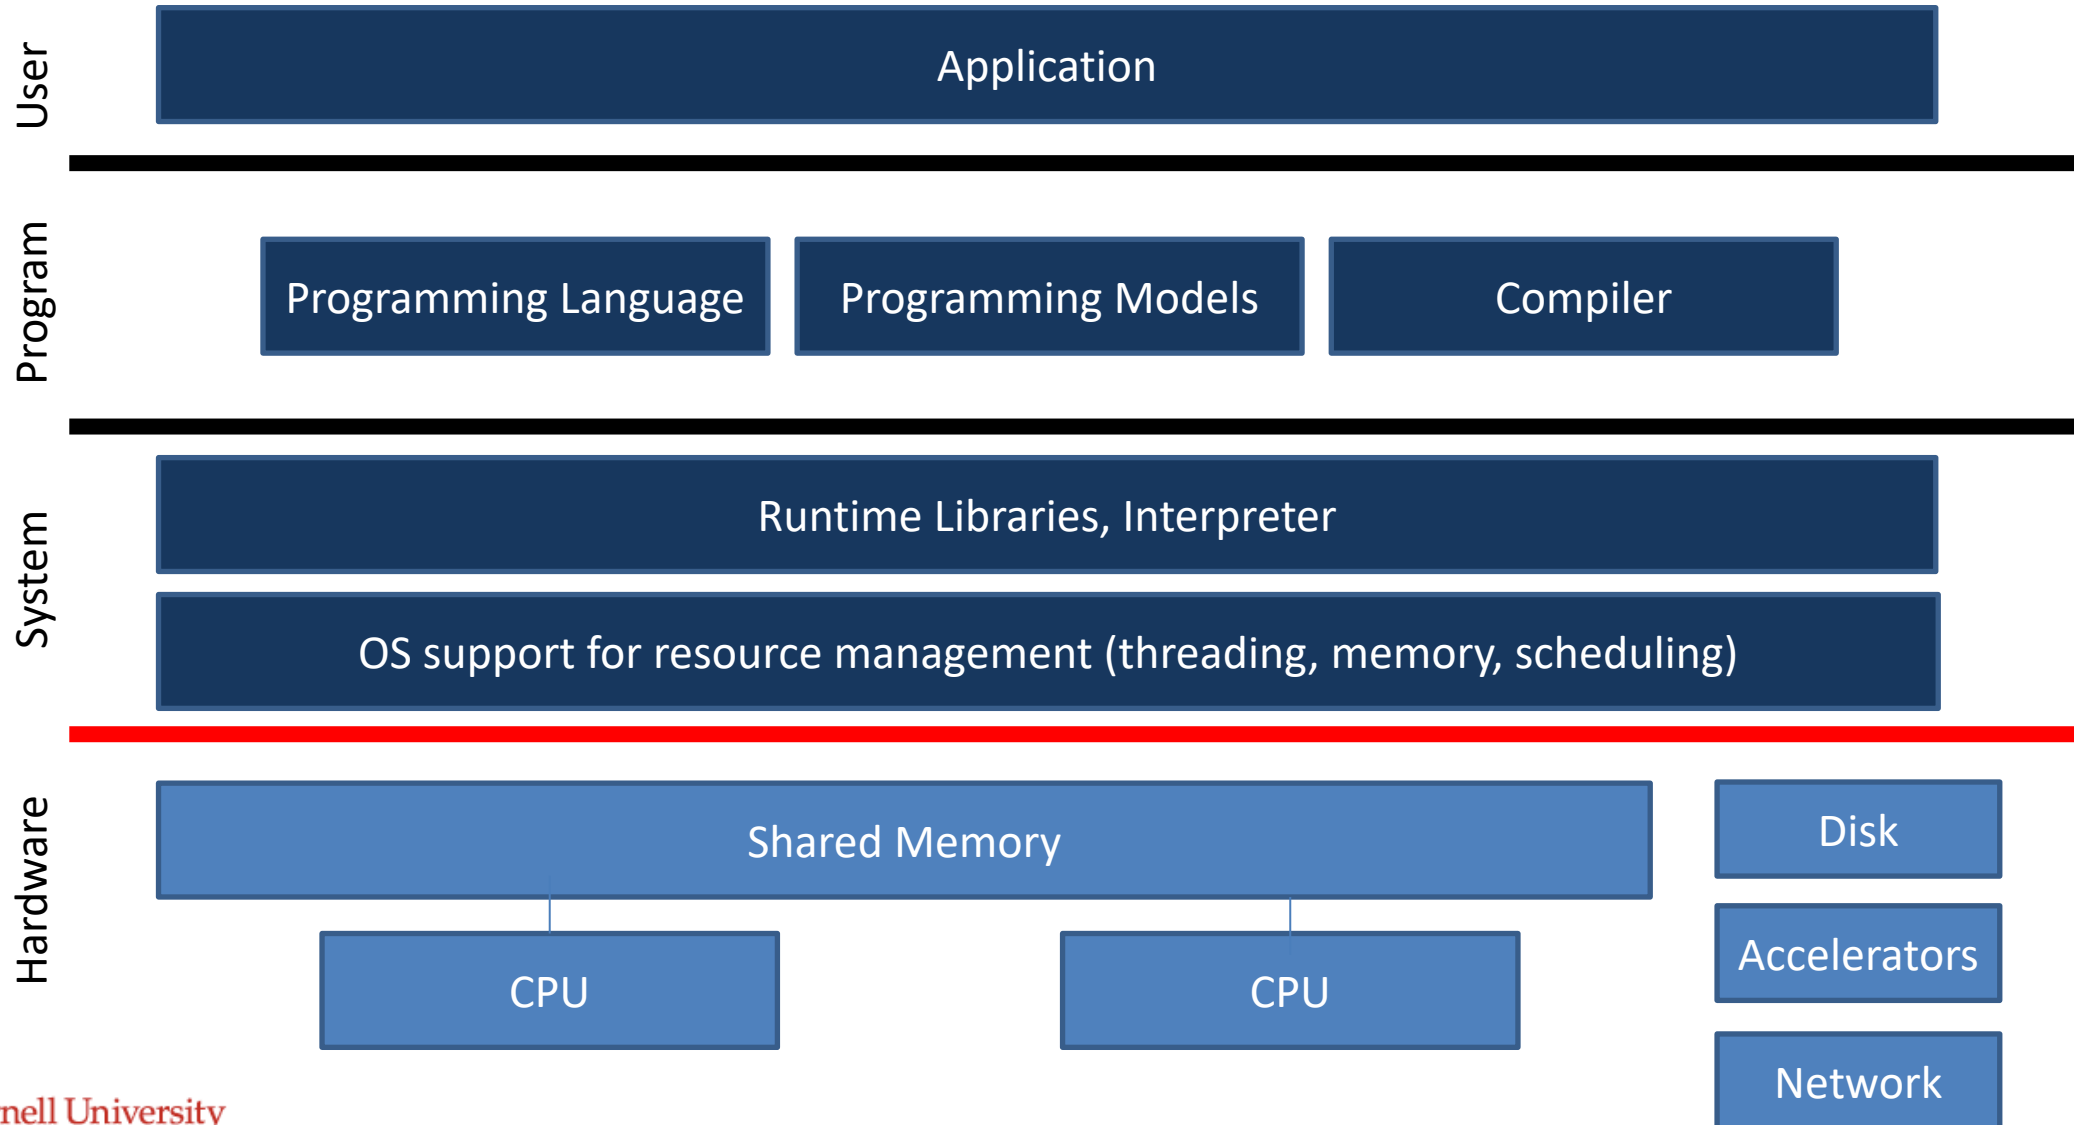 User
Application
Program
Programming Language
Programming Models
Compiler
System
Runtime Libraries, Interpreter
OS support for resource management (threading, memory, scheduling)
Hardware
Shared Memory
Disk
Accelerators
CPU
CPU
Network
University